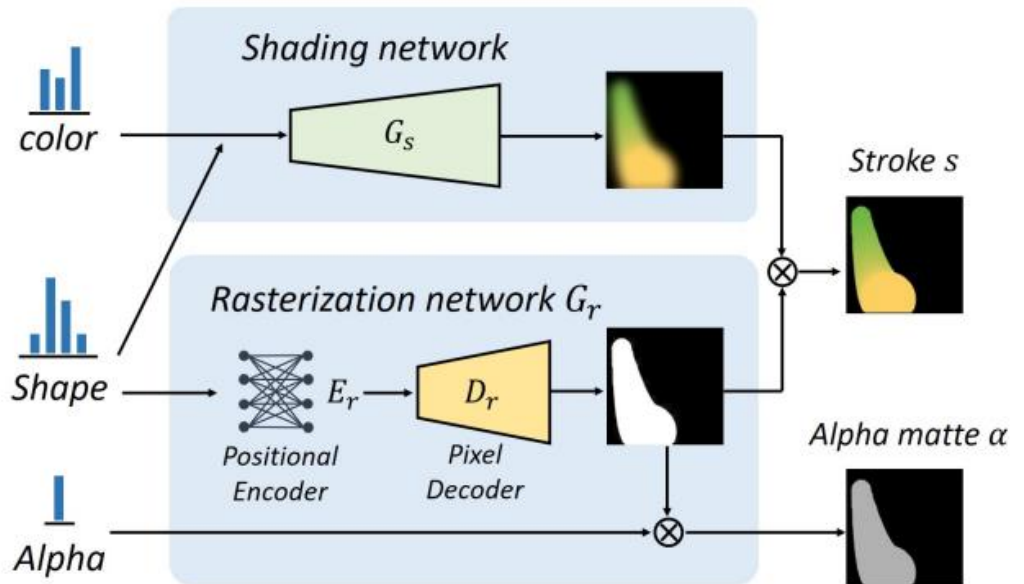 Shading network
color
G_s
Stroke s
Rasterization network G_r
Shape
E_r
D_r
Positional
Encoder
Pixel
Decoder
Alpha matte α
Alpha